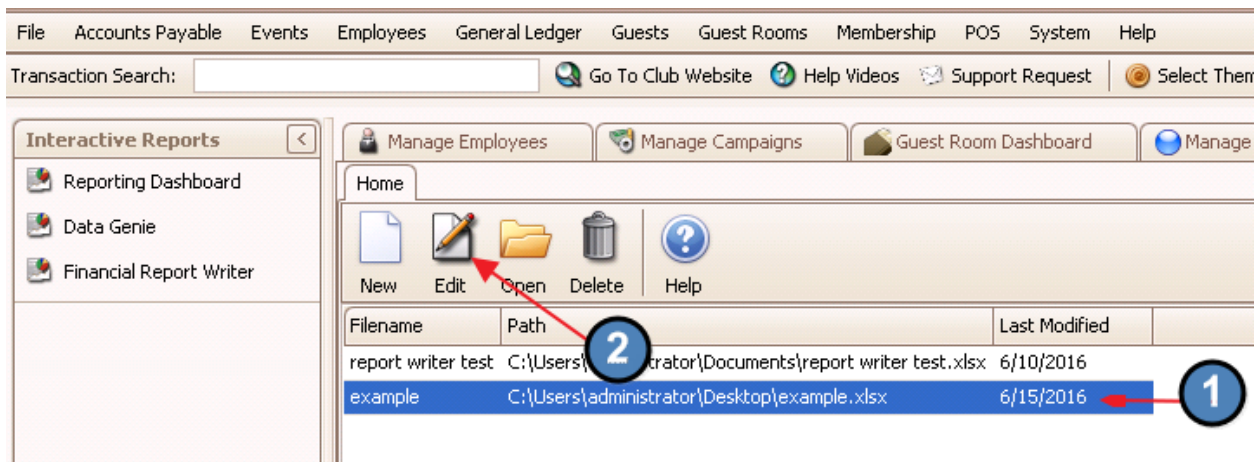 File Accounts Payable Events Employees General Ledger Guests Guest Rooms Membership POS System Help
Transaction Search: Go To Club Website Help Videos Support Request Select
Interactive Reports
Reporting Dashboard
Data Genie
Financial Report Writer
Manage Employees Manage Campaigns Guest Room Dashboard Manage
Home
New Edit Open Delete Help
Filename Path Last Modified
report writer test C:\Users\ trator\Documents\report writer test.xlsx 6/10/2016
example C:\Users\administrator\Desktop\example.xlsx 6/15/2016
2
1